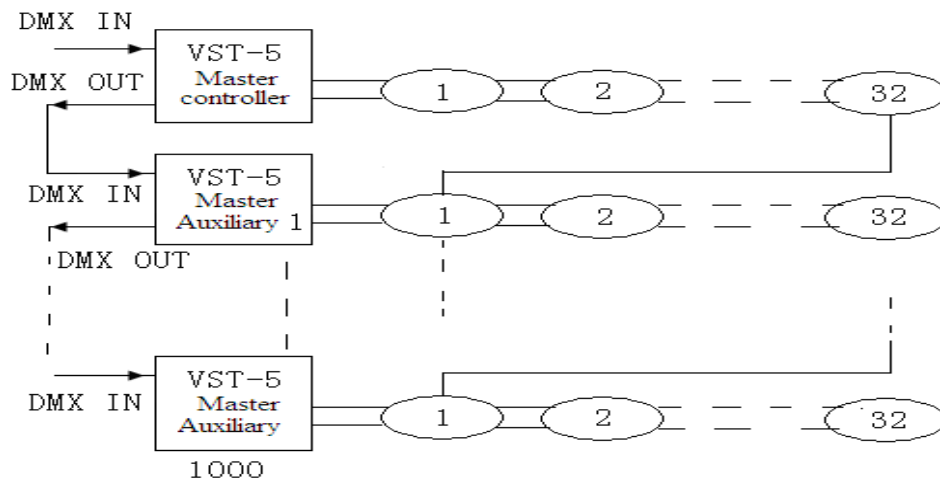 DMX IN
VST-5
Master
controller
DMX OUT
1
2
32
DMX IN
VST-5
Master
Auxiliary 1
DMX OUT
1
2
32
DMX IN
VST-5
Master
Auxiliary
1000
1
2
32